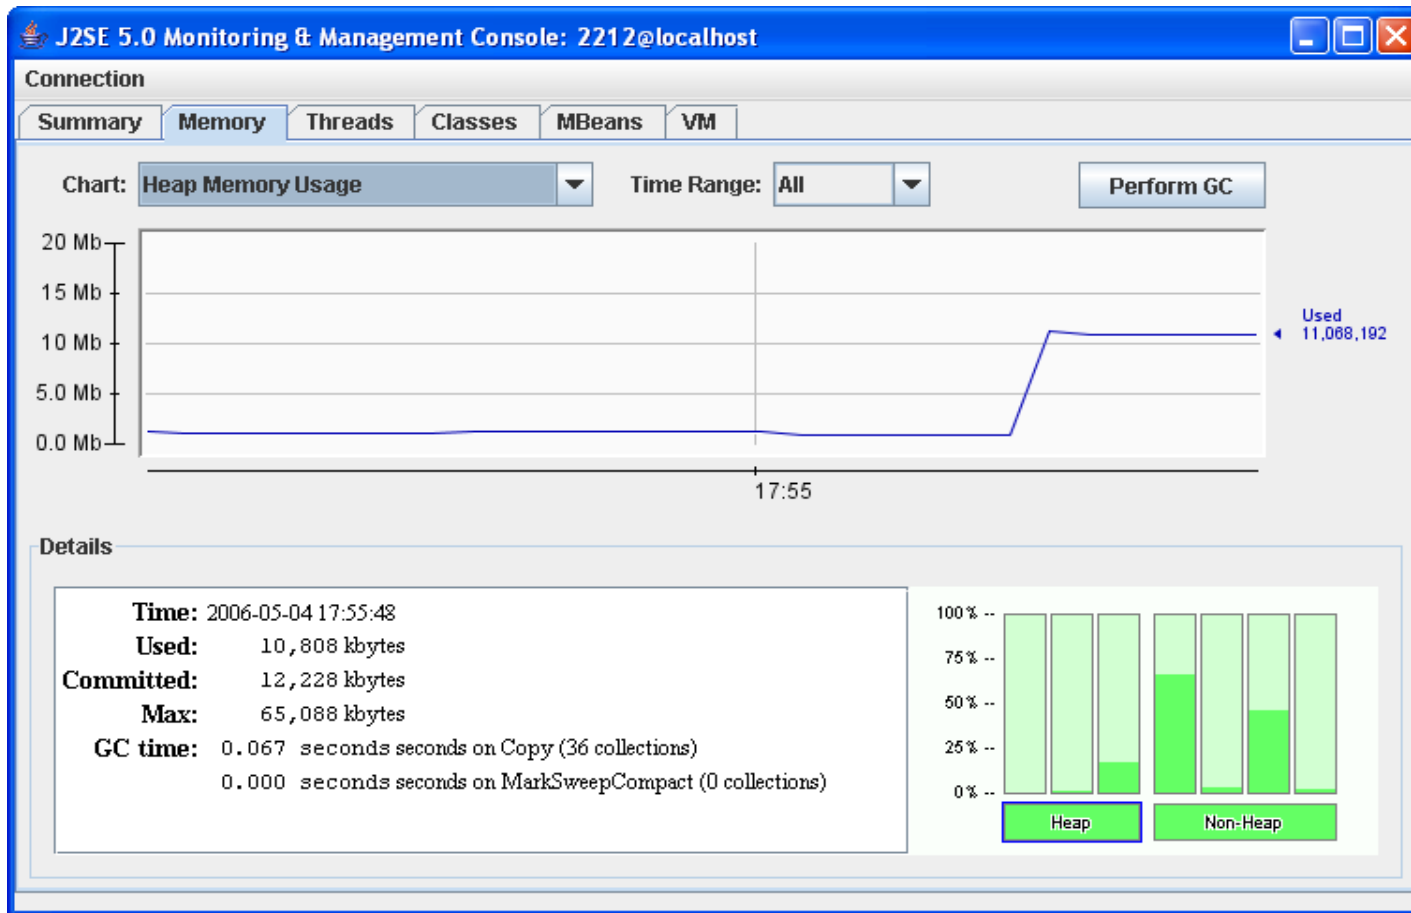 J2SE 5.0 Monitoring & Management Console: 2212@localhost
Connection
Summary Memory Threads Classes MBeans VM
Chart: Heap Memory Usage Time Range: All Perform GC
20 Mb
15 Mb
10 Mb
5.0 Mb
0.0 Mb
Used
11,068,192
17:55
Details
Time: 2006-05-04 17:55:48
Used: 10,808 kbytes
Committed: 12,228 kbytes
Max: 65,088 kbytes
GC time: 0.067 seconds seconds on Copy (36 collections)
0.000 seconds seconds on MarkSweepCompact (0 collections)
100% --
75% --
50% --
25% --
0% --
Heap Non-Heap